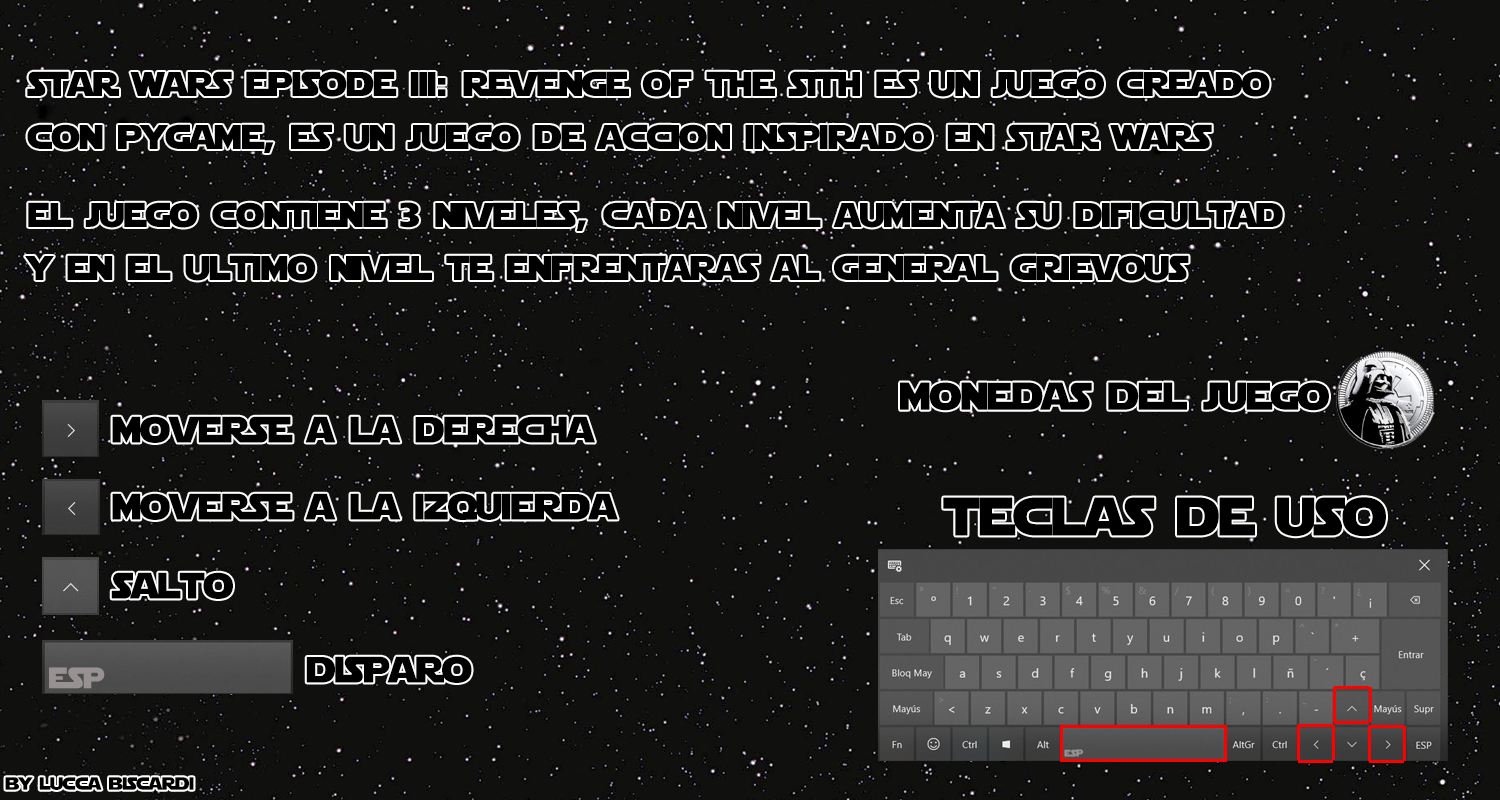 STAR WARS EPISODE III: REVENGE OF THE SITH ES UN JUEGO CREADO
CON PYGAME, ES UN JUEGO DE ACCION INSPIRADO EN STAR WARS
EL JUEGO CONTIENE 3 NIVELES, CADA NIVEL AUMENTA SU DIFICULTAD
Y EN EL ULTIMO NIVEL TE ENFRENTARAS AL GENERAL GRIEVOUS
MONEDAS DEL JUEGO
> MOVERSE A LA DERECHA
< MOVERSE A LA IZQUIERDA
^ SALTO
ESP DISPARO
TECLAS DE USO
Esc º 1 2 3 4 5 6 7 8 9 0 ' ¡
Tab q w e r t y u i o p ` +
Entrar
Bloq May a s d f g h j k l ñ ´ ç
Mayús < z x c v b n m , . - ^ Mayús Supr
Fn Ctrl Alt ESP AltGr Ctrl < v > ESP
BY LUCCA BISCARDI